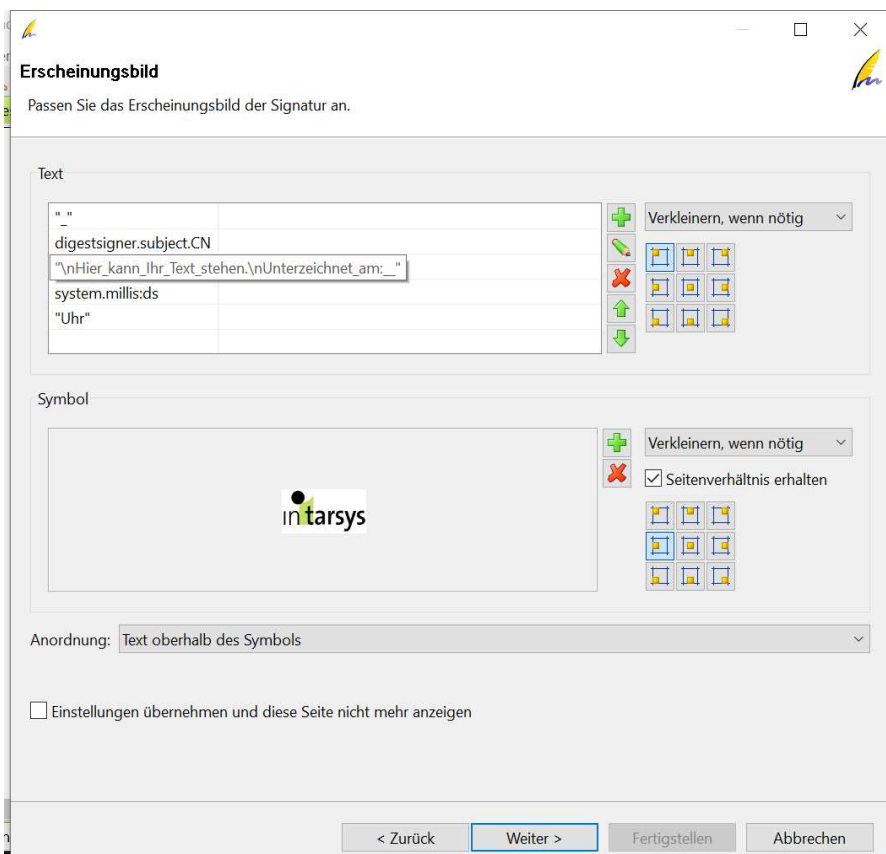 Erscheinungsbild
Passen Sie das Erscheinungsbild der Signatur an.
Text
"_"
Verkleinern, wenn nötig
digestsigner.subject.CN
"\nHier_kann_Ihr_Text_stehen.\nUnterzeichnet_am:__"
system.millis:ds
"Uhr"
Symbol
Verkleinern, wenn nötig
Seitenverhältnis erhalten
intarsys
Anordnung: Text oberhalb des Symbols
Einstellungen übernehmen und diese Seite nicht mehr anzeigen
< Zurück Weiter > Fertigstellen Abbrechen